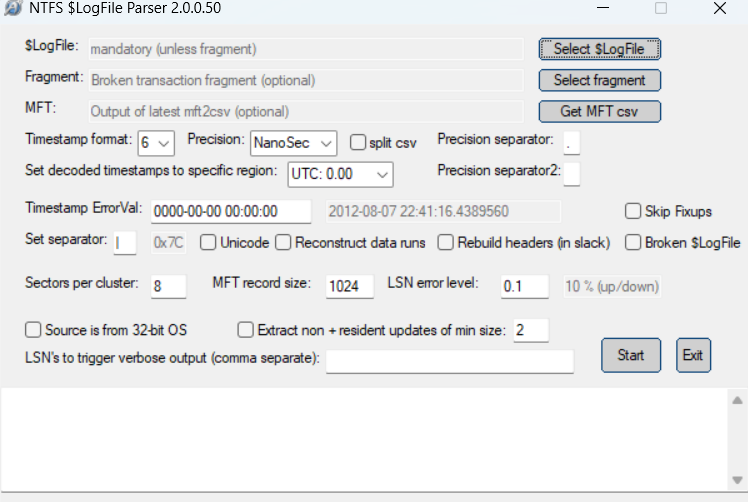 NTFS $LogFile Parser 2.0.0.50
$LogFile: mandatory (unless fragment) Select $LogFile
Fragment: Broken transaction fragment (optional) Select fragment
MFT: Output of latest mft2csv (optional) Get MFT csv
Timestamp format: 6 Precision: NanoSec split csv Precision separator: .
Set decoded timestamps to specific region: UTC: 0.00 Precision separator2:
Timestamp ErrorVal: 0000-00-00 00:00:00 2012-08-07 22:41:16.4389560 Skip Fixups
Set separator: | 0x7C Unicode Reconstruct data runs Rebuild headers (in slack) Broken $LogFile
Sectors per cluster: 8 MFT record size: 1024 LSN error level: 0.1 10 % (up/down)
Source is from 32-bit OS Extract non + resident updates of min size: 2
LSN's to trigger verbose output (comma separate): Start Exit